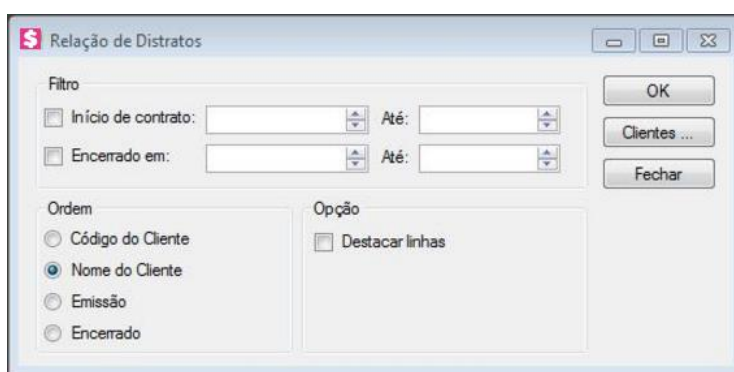 Relação de Distratos
Filtro
Início de contrato: Até:
Encerrado em: Até:
OK
Clientes ...
Fechar
Ordem
Código do Cliente
Nome do Cliente
Emissão
Encerrado
Opção
Destacar linhas